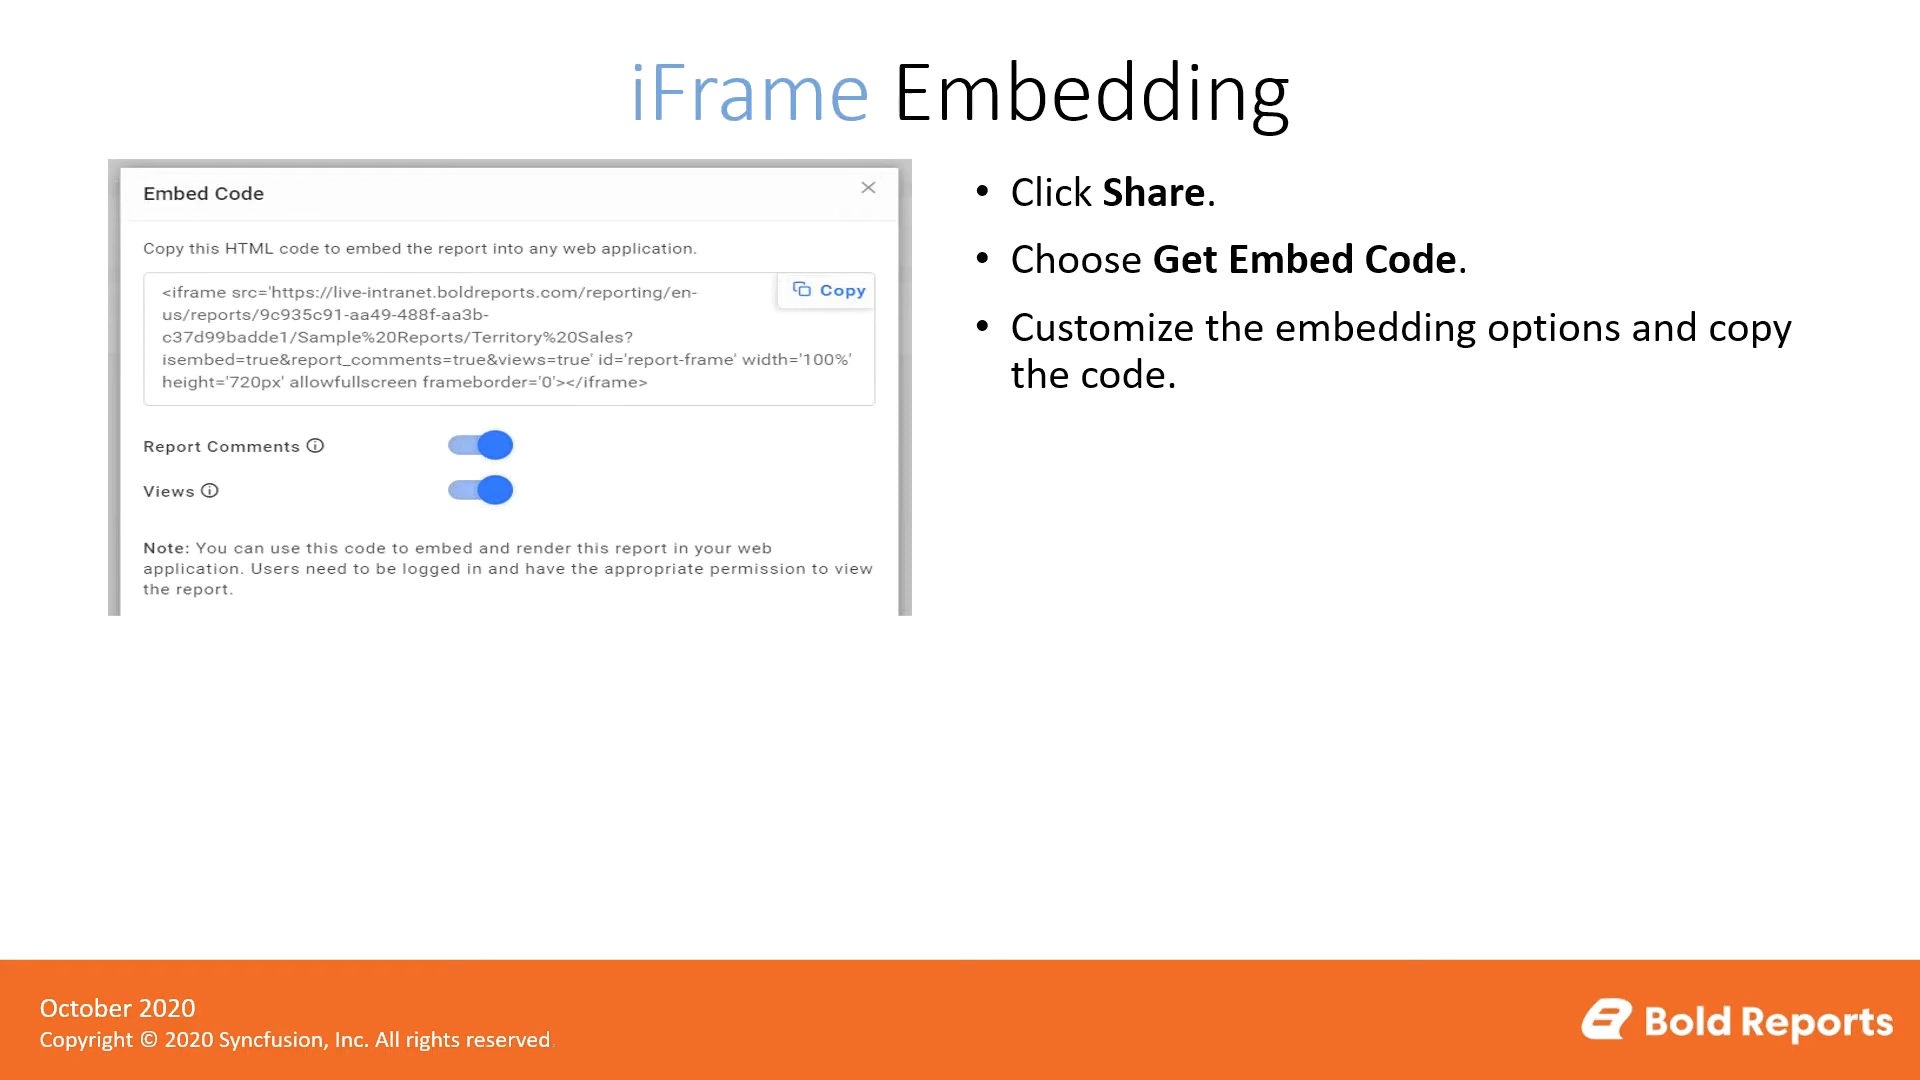 iFrame Embedding
Embed Code
Copy this HTML code to embed the report into any web application.
<iframe src='https://live-intranet.boldreports.com/reporting/en-
us/reports/9c935c91-aa49-488f-aa3b-
c37d99badde1/Sample%20Reports/Territory%20Sales?
isembed=true&report_comments=true&views=true' id='report-frame' width='100%'
height='720px' allowfullscreen frameborder='0'></iframe>
Copy
Report Comments
Views
Note: You can use this code to embed and render this report in your web
application. Users need to be logged in and have the appropriate permission to view
the report.
• Click Share.
• Choose Get Embed Code.
• Customize the embedding options and copy
the code.
October 2020
Copyright © 2020 Syncfusion, Inc. All rights reserved.
Bold Reports